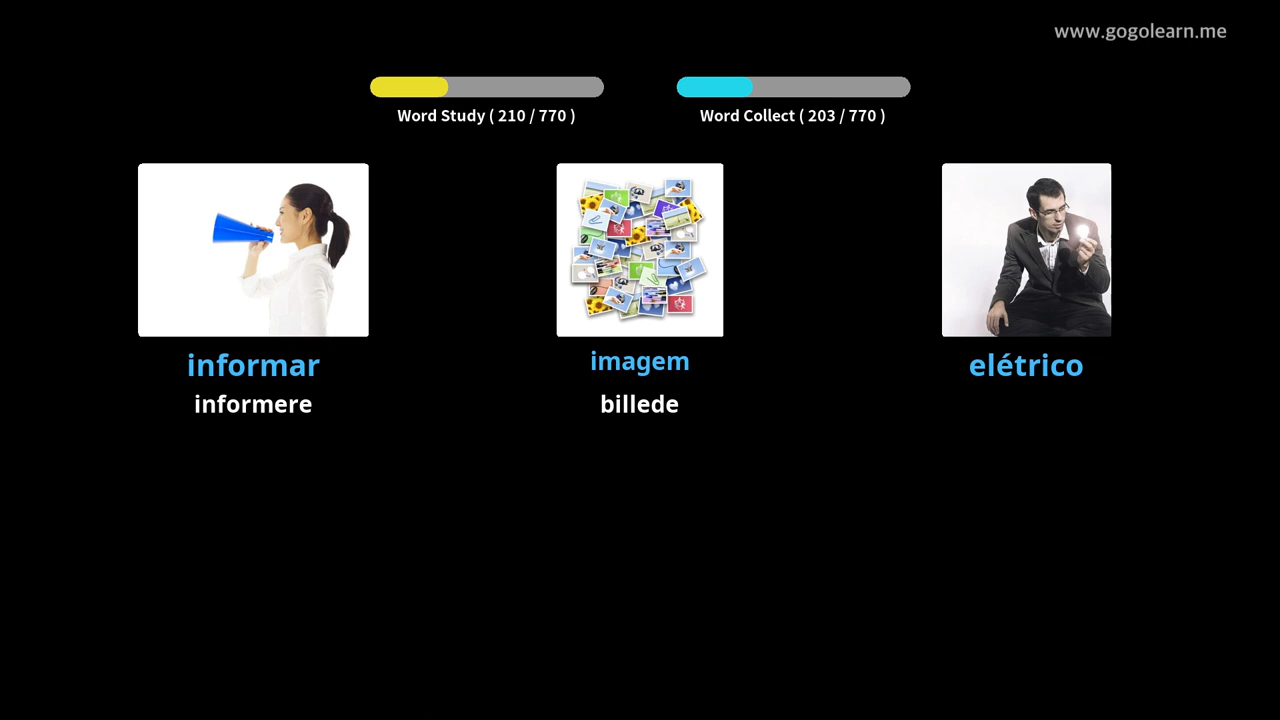 www.gogolearn.me
Word Study ( 210 / 770 )
Word Collect ( 203 / 770 )
informar
informere
imagem
billede
elétrico